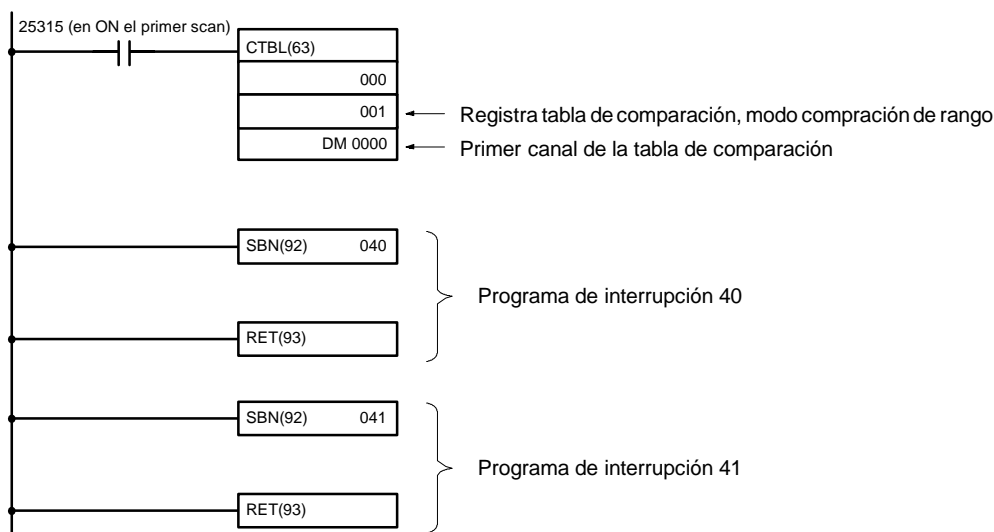 25315 (en ON el primer scan)
CTBL(63)
000
001
Registra tabla de comparación, modo compración de rango
DM 0000
Primer canal de la tabla de comparación
SBN(92) 040
Programa de interrupción 40
RET(93)
SBN(92) 041
Programa de interrupción 41
RET(93)